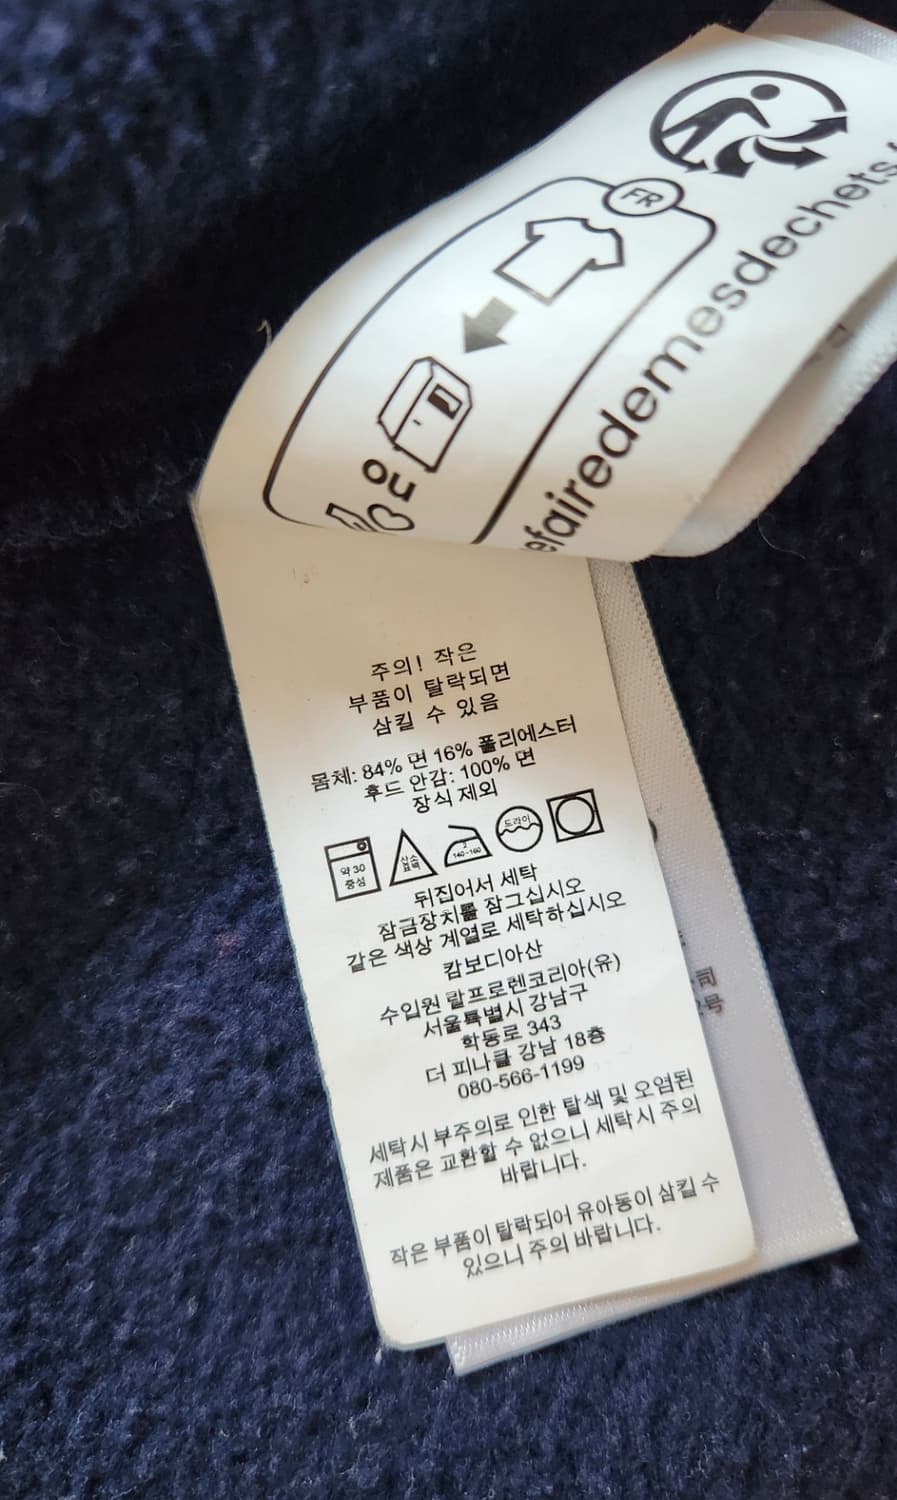 FR
efairedemesdechets
주의! 작은
부품이 탈락되면
삼킬 수 있음
몸체: 84% 면 16% 폴리에스터
후드 안감: 100% 면
장식 제외
약 30
중성
산소
표백
2
140~160
드라이
뒤집어서 세탁
잠금장치를 잠그십시오
같은 색상 계열로 세탁하십시오
캄보디아산
수입원 랄프로렌코리아(유)
서울특별시 강남구
학동로 343
더 피나클 강남 18층
080-566-1199
세탁시 부주의로 인한 탈색 및 오염된
제품은 교환할 수 없으니 세탁시 주의
바랍니다.
작은 부품이 탈락되어 유아동이 삼킬 수
있으니 주의 바랍니다.
司
号